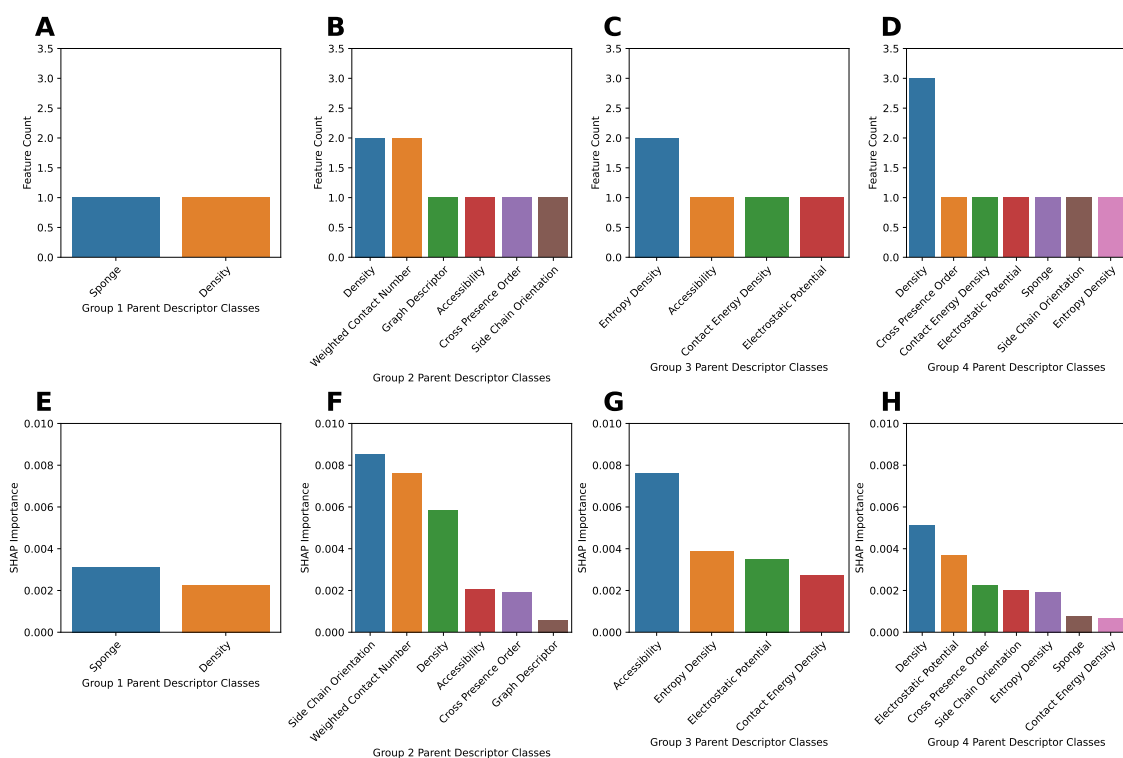 A
3.5
3.0
2.5
2.0
1.5
1.0
0.5
0.0
Feature Count
Sponge
Density
Group 1 Parent Descriptor Classes
B
3.5
3.0
2.5
2.0
1.5
1.0
0.5
0.0
Feature Count
Density
Weighted Contact Number
Graph Descriptor
Accessibility
Cross Presence Order
Side Chain Orientation
Group 2 Parent Descriptor Classes
C
3.5
3.0
2.5
2.0
1.5
1.0
0.5
0.0
Feature Count
Entropy Density
Accessibility
Contact Energy Density
Electrostatic Potential
Group 3 Parent Descriptor Classes
D
3.5
3.0
2.5
2.0
1.5
1.0
0.5
0.0
Feature Count
Density
Cross Presence Order
Contact Energy Density
Electrostatic Potential
Sponge
Side Chain Orientation
Entropy Density
Group 4 Parent Descriptor Classes
E
0.010
0.008
0.006
0.004
0.002
0.000
SHAP Importance
Sponge
Density
Group 1 Parent Descriptor Classes
F
0.010
0.008
0.006
0.004
0.002
0.000
SHAP Importance
Side Chain Orientation
Weighted Contact Number
Density
Accessibility
Cross Presence Order
Graph Descriptor
Group 2 Parent Descriptor Classes
G
0.010
0.008
0.006
0.004
0.002
0.000
SHAP Importance
Accessibility
Entropy Density
Electrostatic Potential
Contact Energy Density
Group 3 Parent Descriptor Classes
H
0.010
0.008
0.006
0.004
0.002
0.000
SHAP Importance
Density
Electrostatic Potential
Cross Presence Order
Side Chain Orientation
Entropy Density
Sponge
Contact Energy Density
Group 4 Parent Descriptor Classes